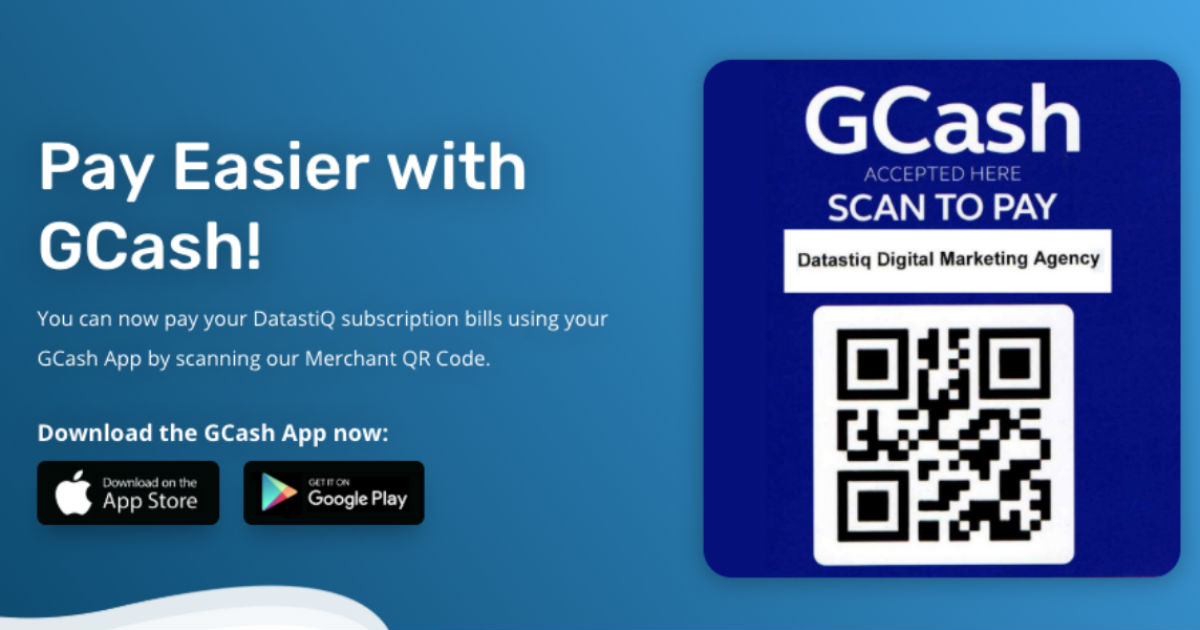 Pay Easier with
GCash!
You can now pay your DatastiQ subscription bills using your
GCash App by scanning our Merchant QR Code.
Download the GCash App now:
Download on the
App Store
GET IT ON
Google Play
GCash
ACCEPTED HERE
SCAN TO PAY
Datastiq Digital Marketing Agency